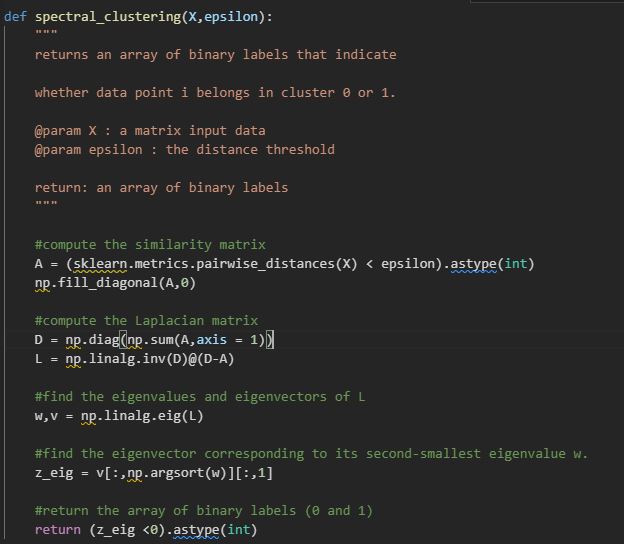 def spectral_clustering(X,epsilon):
"""
returns an array of binary labels that indicate
whether data point i belongs in cluster 0 or 1.
@param X : a matrix input data
@param epsilon : the distance threshold
return: an array of binary labels
"""
#compute the similarity matrix
A = (sklearn.metrics.pairwise_distances(X) < epsilon).astype(int)
np.fill_diagonal(A,0)
#compute the Laplacian matrix
D = np.diag(np.sum(A,axis = 1))
L = np.linalg.inv(D)@(D-A)
#find the eigenvalues and eigenvectors of L
w,v = np.linalg.eig(L)
#find the eigenvector corresponding to its second-smallest eigenvalue w.
z_eig = v[:,np.argsort(w)][:,1]
#return the array of binary labels (0 and 1)
return (z_eig <0).astype(int)